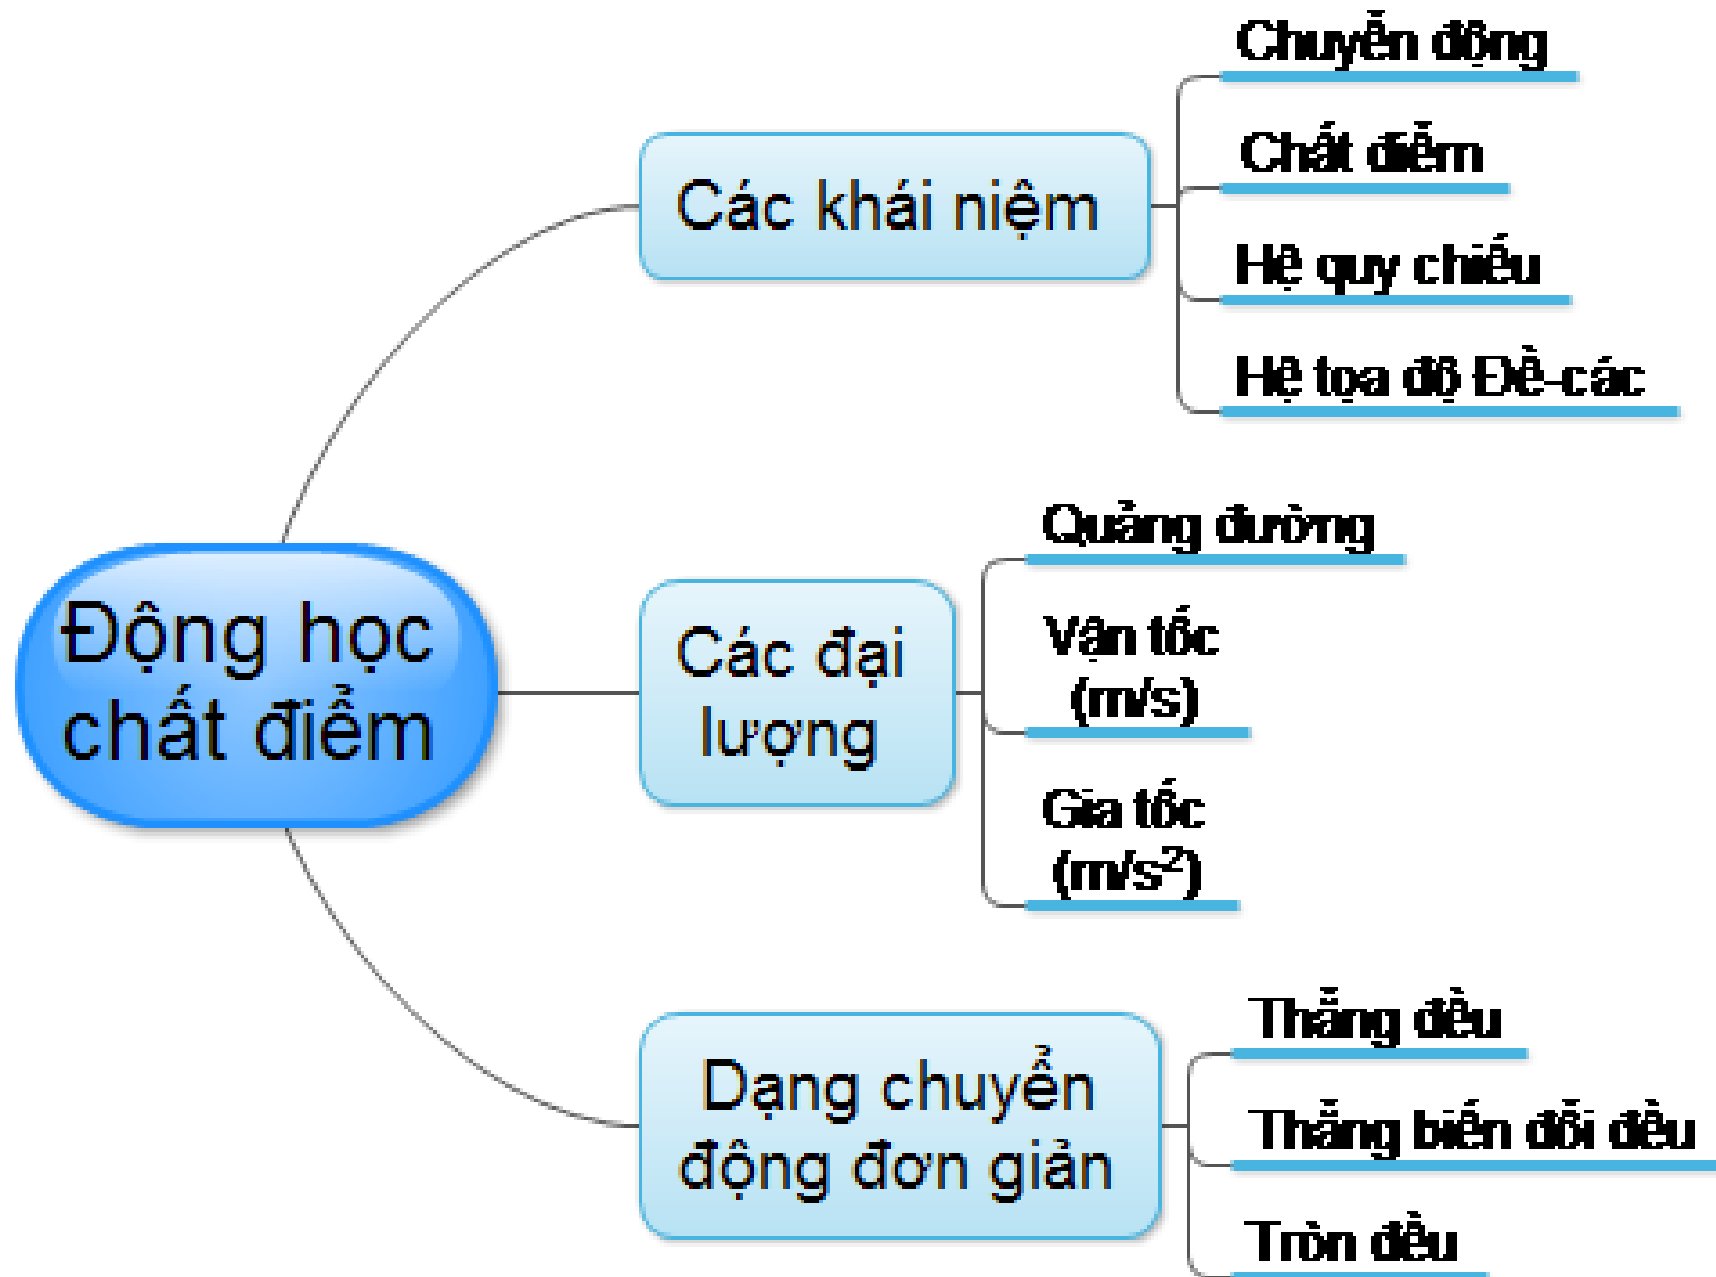 Động học
chất điểm
Các khái niệm
Chuyển động
Chất điểm
Hệ quy chiếu
Hệ tọa độ Đề-các
Các đại
lượng
Quảng đường
Vận tốc
(m/s)
Gia tốc
(m/s²)
Dạng chuyển
động đơn giản
Thẳng đều
Thẳng biến đổi đều
Tròn đều